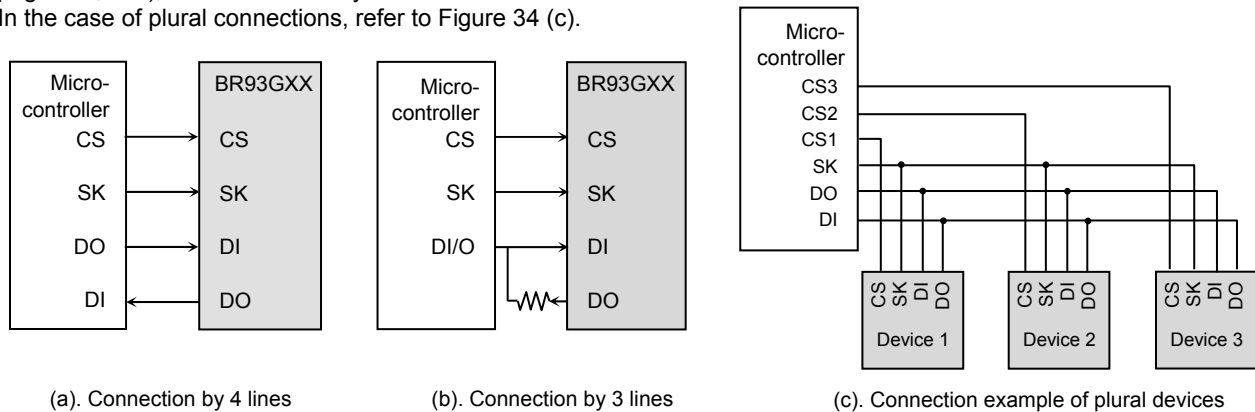 In the case of plural connections, refer to Figure 34 (c).
Micro-
controller
CS
SK
DO
DI
BR93GXX
CS
SK
DI
DO
(a). Connection by 4 lines
Micro-
controller
CS
SK
DI/O
BR93GXX
CS
SK
DI
DO
(b). Connection by 3 lines
Micro-
controller
CS3
CS2
CS1
SK
DO
DI
CS
SK
DI
DO
Device 1
CS
SK
DI
DO
Device 2
CS
SK
DI
DO
Device 3
(c). Connection example of plural devices